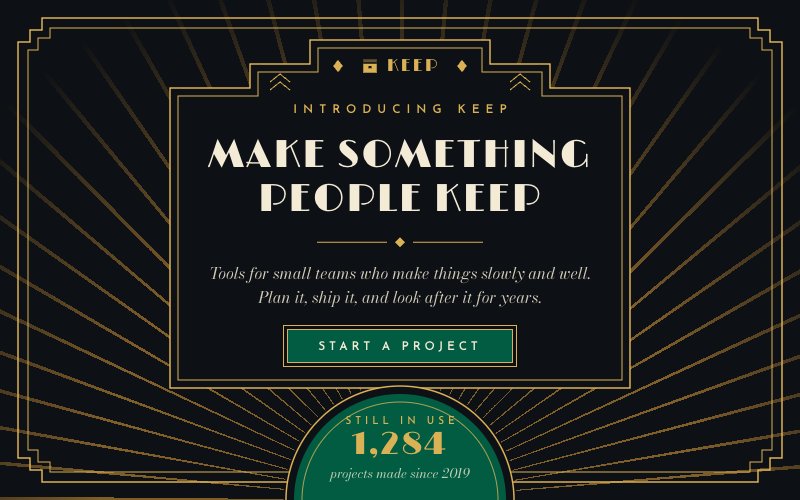 KEEP
INTRODUCING KEEP
MAKE SOMETHING
PEOPLE KEEP
Tools for small teams who make things slowly and well.
Plan it, ship it, and look after it for years.
START A PROJECT
STILL IN USE
1,284
projects made since 2019